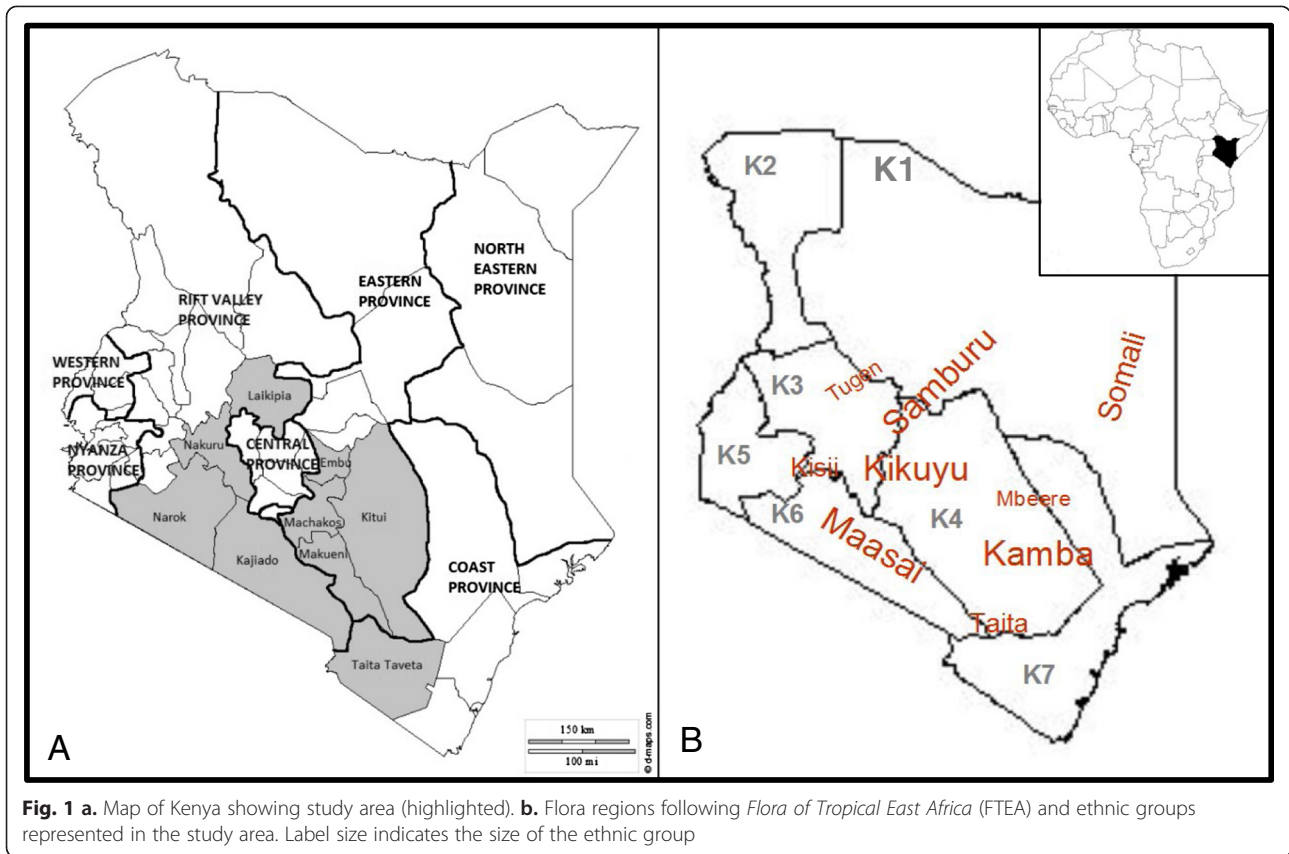 NORTH
EASTERN
PROVINCE
EASTERN
PROVINCE
RIFT VALLEY
PROVINCE
WESTERN
PROVINCE
Laikipia
NYANZA
PROVINCE
Nakuru
CENTRAL
PROVINCE
Embu
Narok
Machakos
Kitui
Kajiado
Makueni
COAST
PROVINCE
Taita Taveta
150 km
100 mi
© d-maps.com
A
K2
K1
K3
Tugen
Samburu
Somali
K5
Kisii
Kikuyu
Mbeere
K6
K4
Maasai
Kamba
Taita
K7
B
Fig. 1 a. Map of Kenya showing study area (highlighted). b. Flora regions following Flora of Tropical East Africa (FTEA) and ethnic groups
represented in the study area. Label size indicates the size of the ethnic group